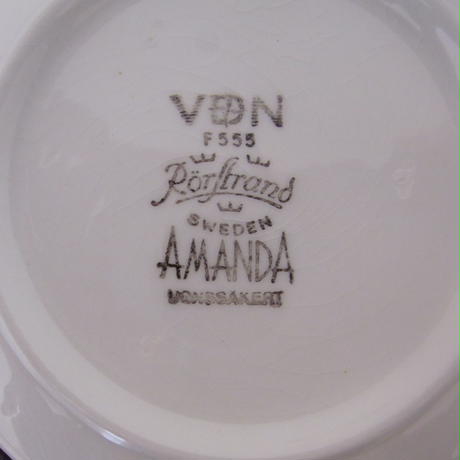 VDN
F555
Rörstrand
SWEDEN
AMANDA
UGNSSÄKERT